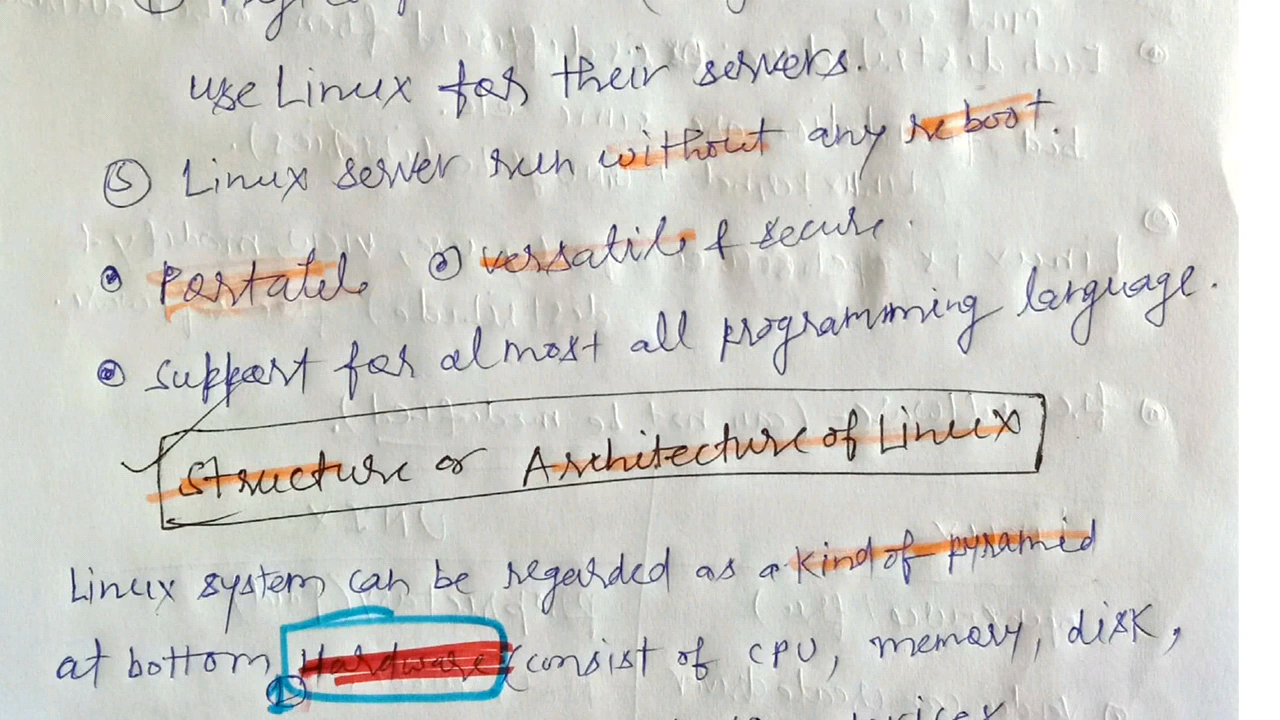 use Linux for their servers.
⑤ Linux server run without any reboot.
Portable versatile & secure.
support for almost all programming language.
Structure or Architecture of Linux
Linux system can be regarded as a kind of pyramid
at bottom Hardware (consist of CPU, memory, disk,
①